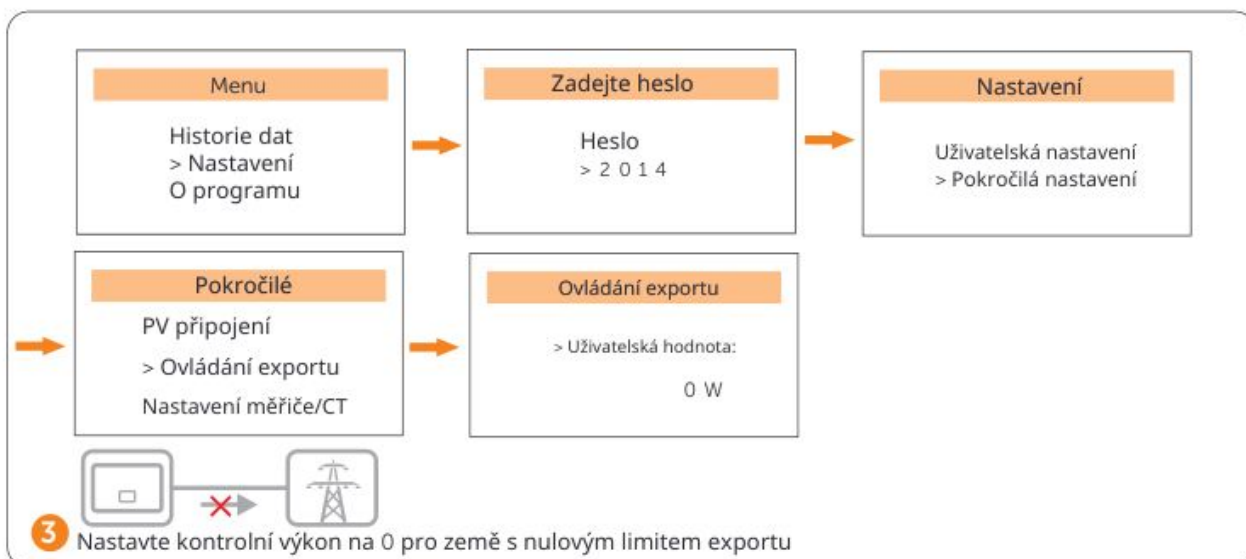 Menu
Historie dat
> Nastavení
O programu
Zadejte heslo
Heslo
> 2 0 1 4
Nastavení
Uživatelská nastavení
> Pokročilá nastavení
Pokročilé
PV připojení
> Ovládání exportu
Nastavení měřiče/CT
Ovládání exportu
> Uživatelská hodnota:
0 W
3 Nastavte kontrolní výkon na 0 pro země s nulovým limitem exportu